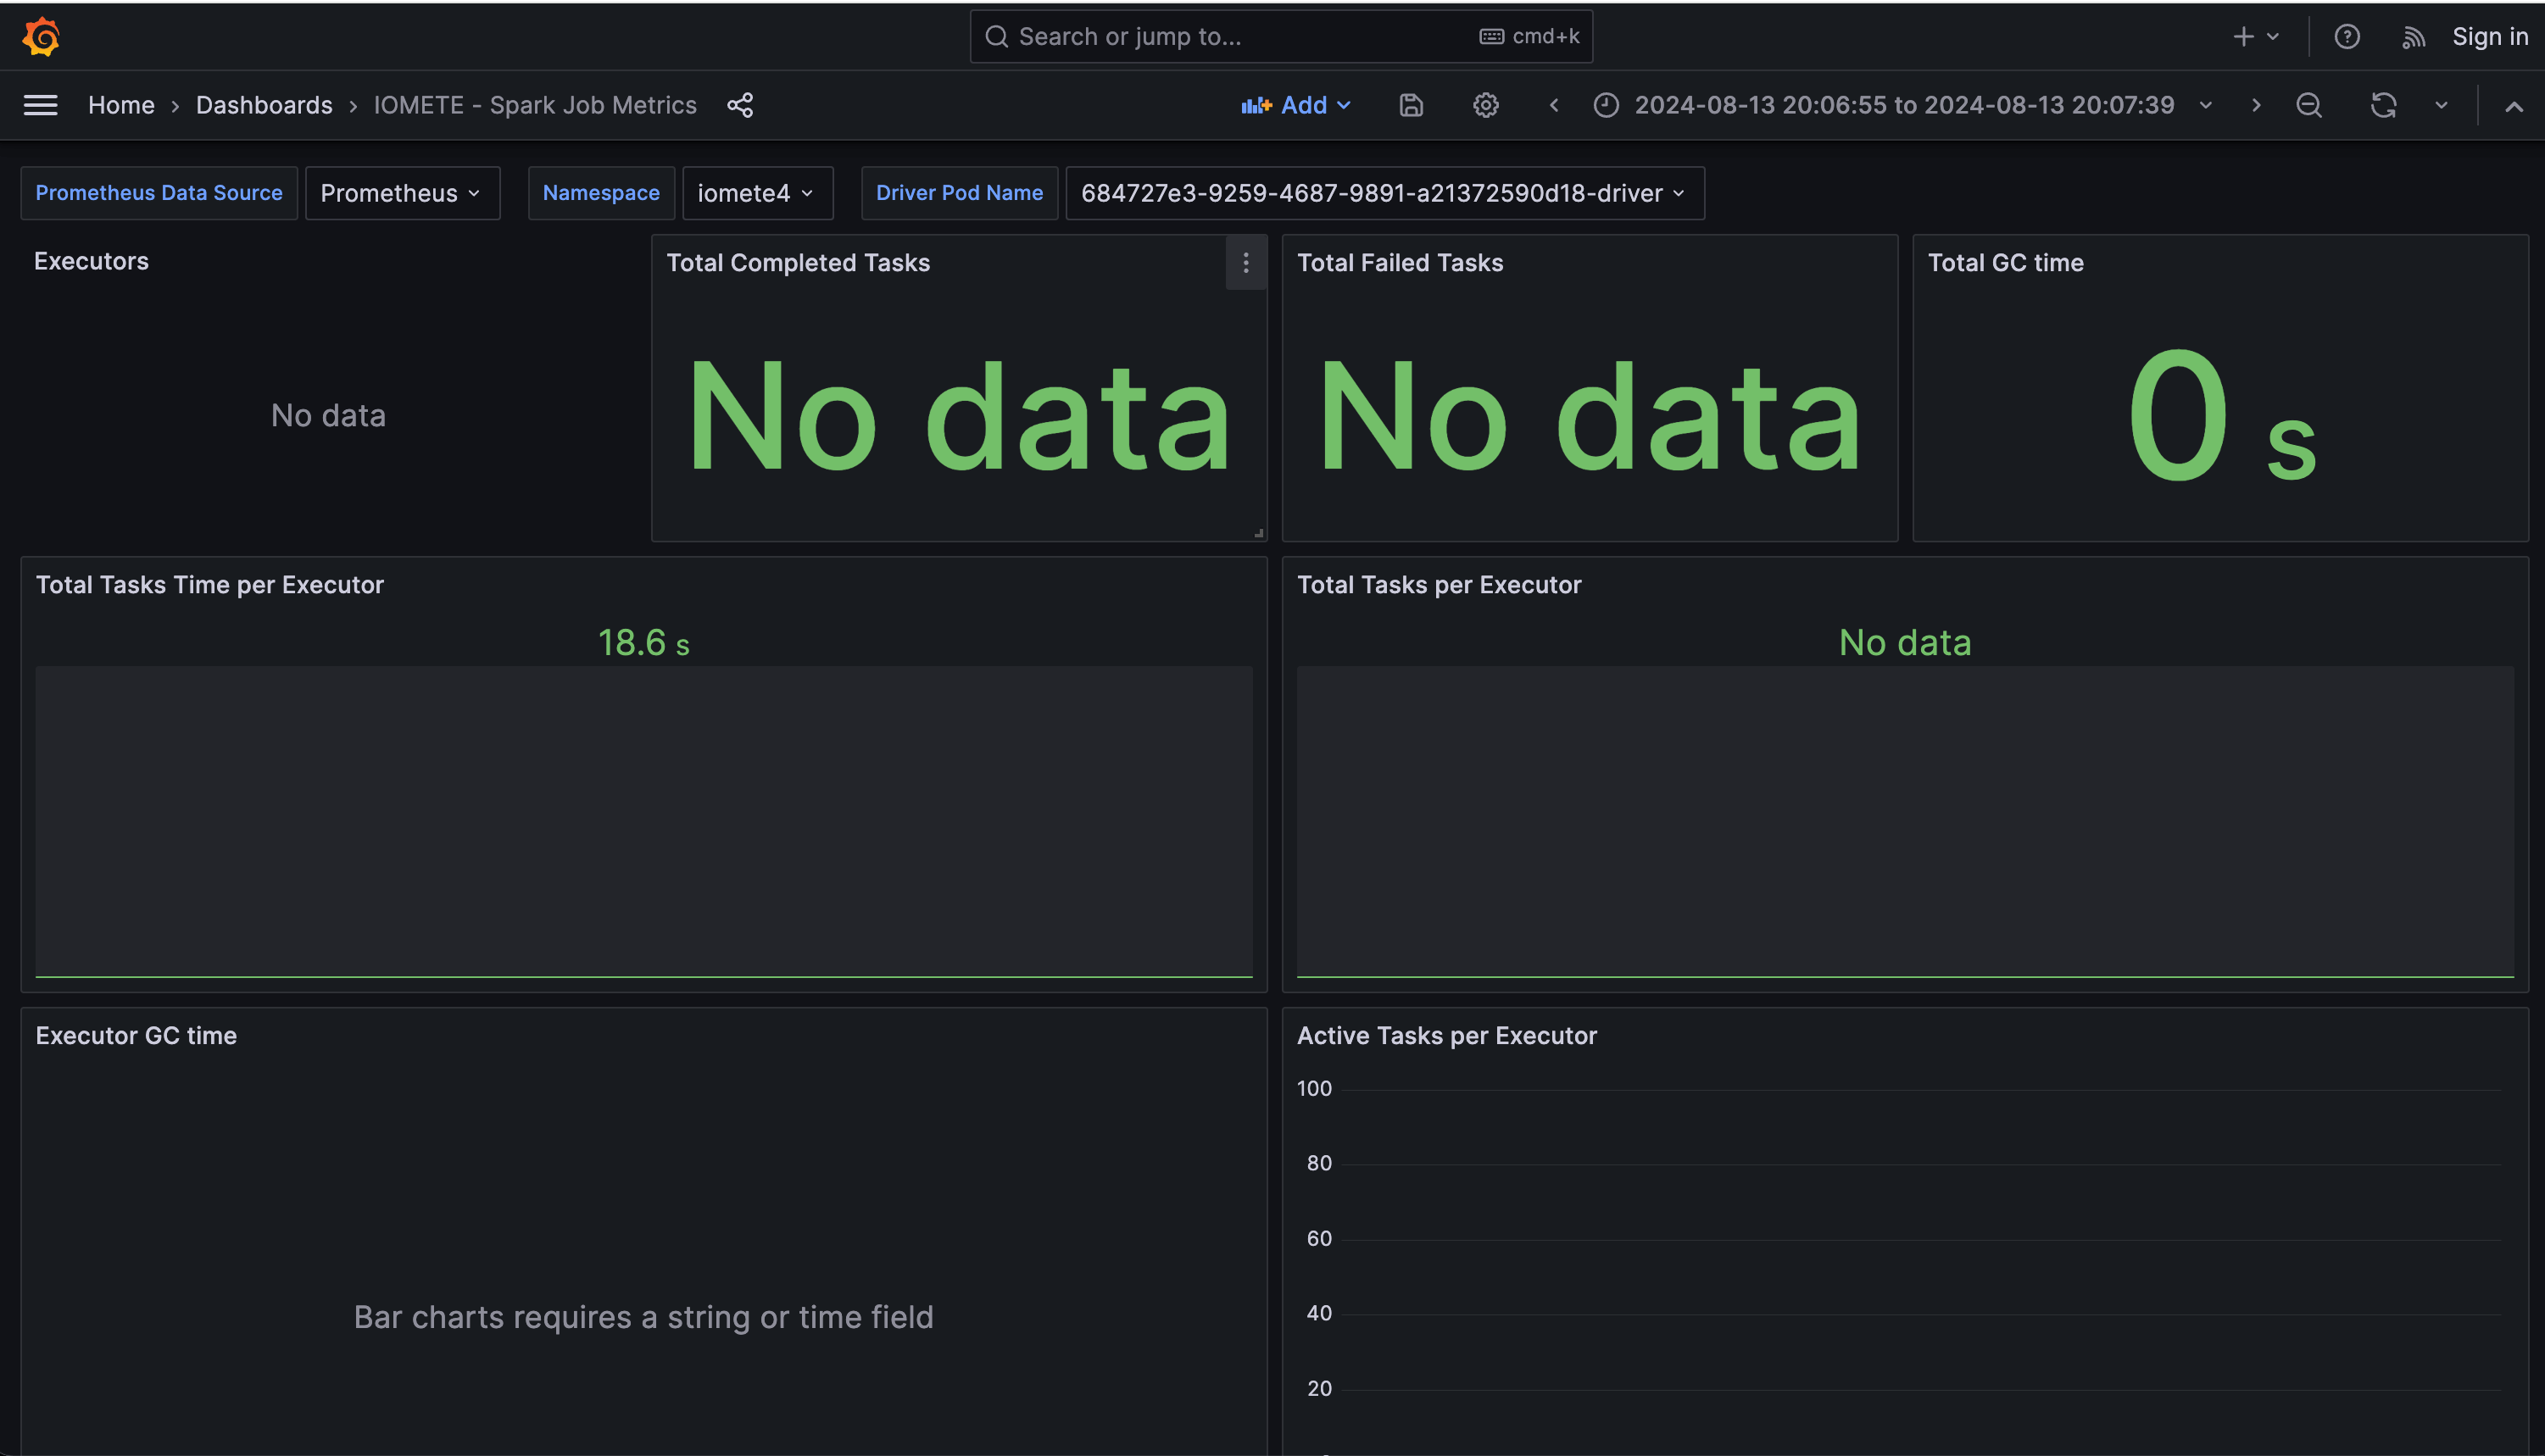 Search or jump to... cmd+k Sign in
Home › Dashboards › IOMETE - Spark Job Metrics Add 2024-08-13 20:06:55 to 2024-08-13 20:07:39
Prometheus Data Source Prometheus Namespace iomete4 Driver Pod Name 684727e3-9259-4687-9891-a21372590d18-driver
Executors
No data
Total Completed Tasks
No data
Total Failed Tasks
No data
Total GC time
0 s
Total Tasks Time per Executor
18.6 s
Total Tasks per Executor
No data
Executor GC time
Bar charts requires a string or time field
Active Tasks per Executor
100
80
60
40
20